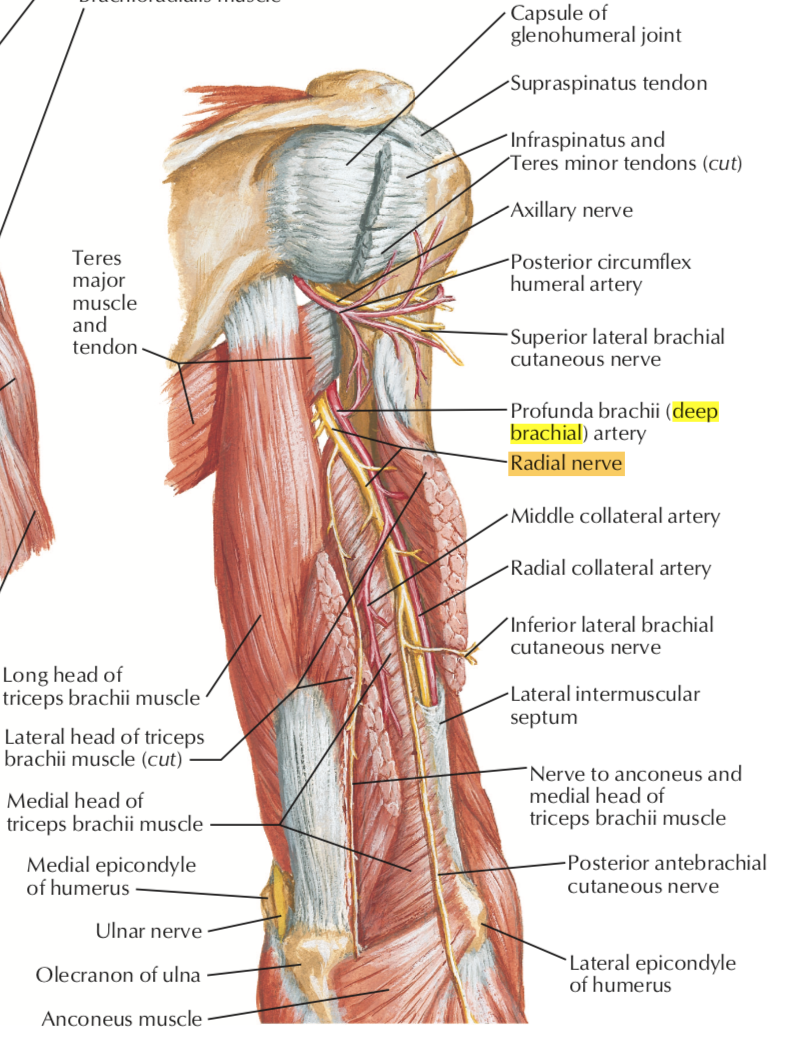 Brachioradialis muscle
Capsule of
glenohumeral joint
Supraspinatus tendon
Infraspinatus and
Teres minor tendons (cut)
Axillary nerve
Posterior circumflex
humeral artery
Superior lateral brachial
cutaneous nerve
Profunda brachii (deep
brachial) artery
Radial nerve
Middle collateral artery
Radial collateral artery
Inferior lateral brachial
cutaneous nerve
Lateral intermuscular
septum
Nerve to anconeus and
medial head of
triceps brachii muscle
Posterior antebrachial
cutaneous nerve
Lateral epicondyle
of humerus
Teres
major
muscle
and
tendon
Long head of
triceps brachii muscle
Lateral head of triceps
brachii muscle (cut)
Medial head of
triceps brachii muscle
Medial epicondyle
of humerus
Ulnar nerve
Olecranon of ulna
Anconeus muscle